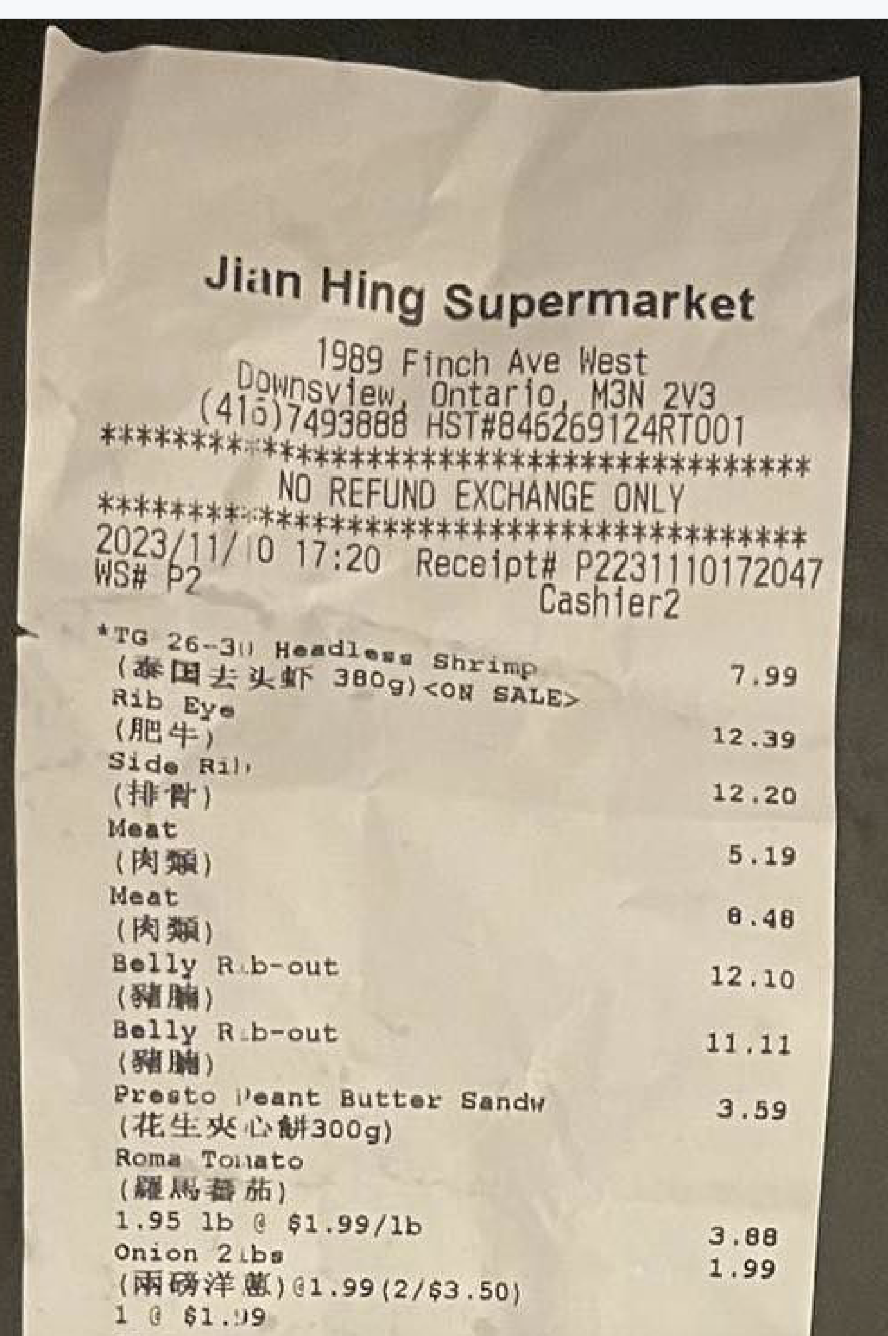 Jian Hing Supermarket
1989 Finch Ave West
Downsview, Ontario, M3N 2V3
(416)7493888 HST#846269124RT001
****************************************
NO REFUND EXCHANGE ONLY
****************************************
2023/11/10 17:20 Receipt# P2231110172047
WS# P2 Cashier2
*TG 26-30 Headless Shrimp 7.99
(泰国去头虾 380g)<ON SALE>
Rib Eye 12.39
(肥牛)
Side Rib 12.20
(排骨)
Meat 5.19
(肉類)
Meat 8.48
(肉類)
Belly Rib-out 12.10
(豬腩)
Belly Rib-out 11.11
(豬腩)
Presto Peant Butter Sandw 3.59
(花生夾心餅300g)
Roma Tomato
(羅馬蕃茄)
1.95 lb @ $1.99/lb 3.88
Onion 2lbs 1.99
(兩磅洋蔥)@1.99(2/$3.50)
1 @ $1.99